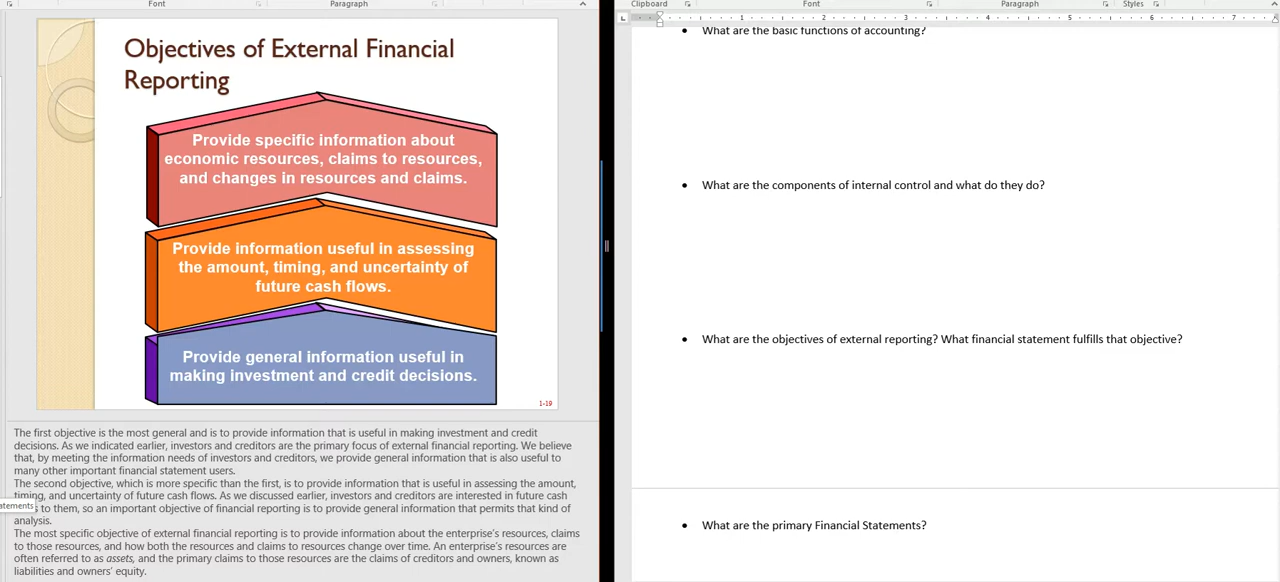 Font
Paragraph
Clipboard
Font
Paragraph
Styles
1
2
3
4
5
6
7
Objectives of External Financial
Reporting
Provide specific information about
economic resources, claims to resources,
and changes in resources and claims.
Provide information useful in assessing
the amount, timing, and uncertainty of
future cash flows.
Provide general information useful in
making investment and credit decisions.
1-19
The first objective is the most general and is to provide information that is useful in making investment and credit
decisions. As we indicated earlier, investors and creditors are the primary focus of external financial reporting. We believe
that, by meeting the information needs of investors and creditors, we provide general information that is also useful to
many other important financial statement users.
The second objective, which is more specific than the first, is to provide information that is useful in assessing the amount,
timing, and uncertainty of future cash flows. As we discussed earlier, investors and creditors are interested in future cash
atements
s to them, so an important objective of financial reporting is to provide general information that permits that kind of
analysis.
The most specific objective of external financial reporting is to provide information about the enterprise's resources, claims
to those resources, and how both the resources and claims to resources change over time. An enterprise's resources are
often referred to as assets, and the primary claims to those resources are the claims of creditors and owners, known as
liabilities and owners' equity.
• What are the basic functions of accounting?
• What are the components of internal control and what do they do?
• What are the objectives of external reporting? What financial statement fulfills that objective?
• What are the primary Financial Statements?